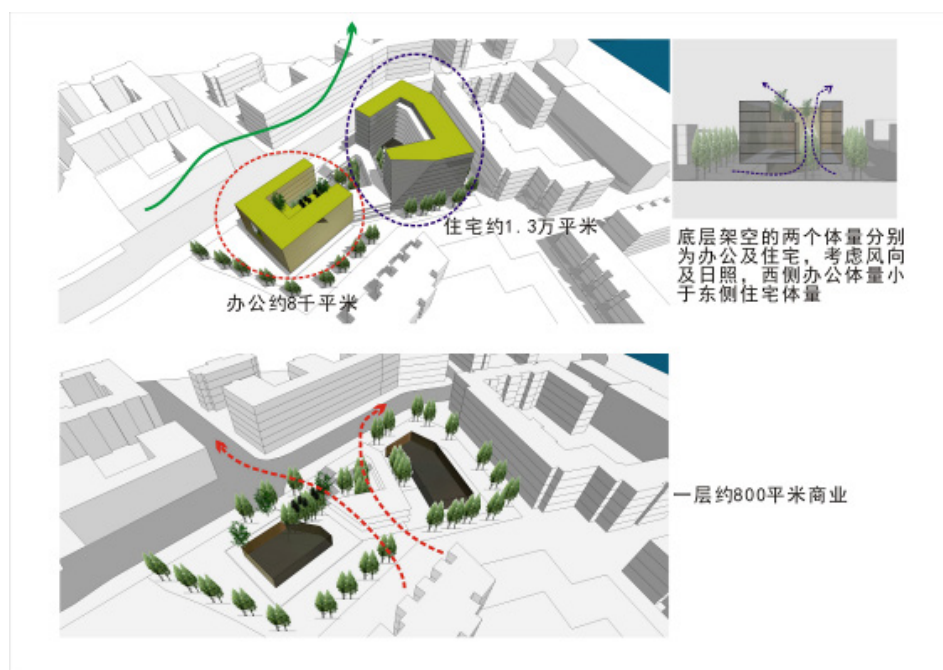 住宅约1.3万平米
办公约8千平米
底层架空的两个体量分别
为办公及住宅，考虑风向
及日照，西侧办公体量小
于东侧住宅体量
一层约800平米商业